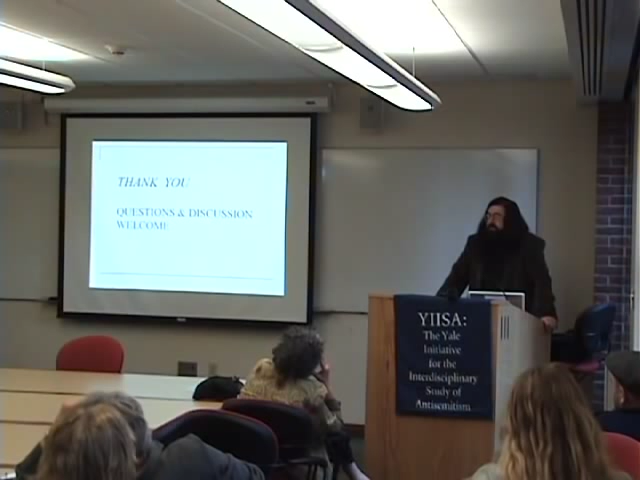 THANK YOU
QUESTIONS & DISCUSSION
WELCOME
YIISA:
The Yale
Initiative
for the
Interdisciplinary
Study of
Antisemitism